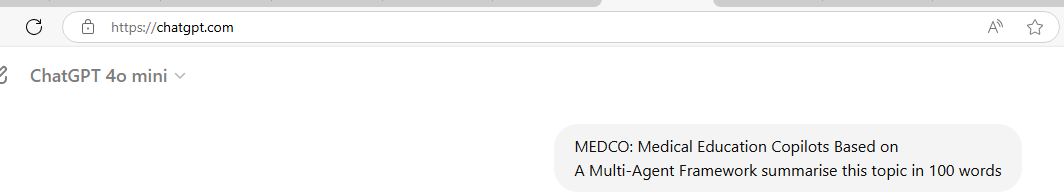 https://chatgpt.com
ChatGPT 4o mini
MEDCO: Medical Education Copilots Based on
A Multi-Agent Framework summarise this topic in 100 words